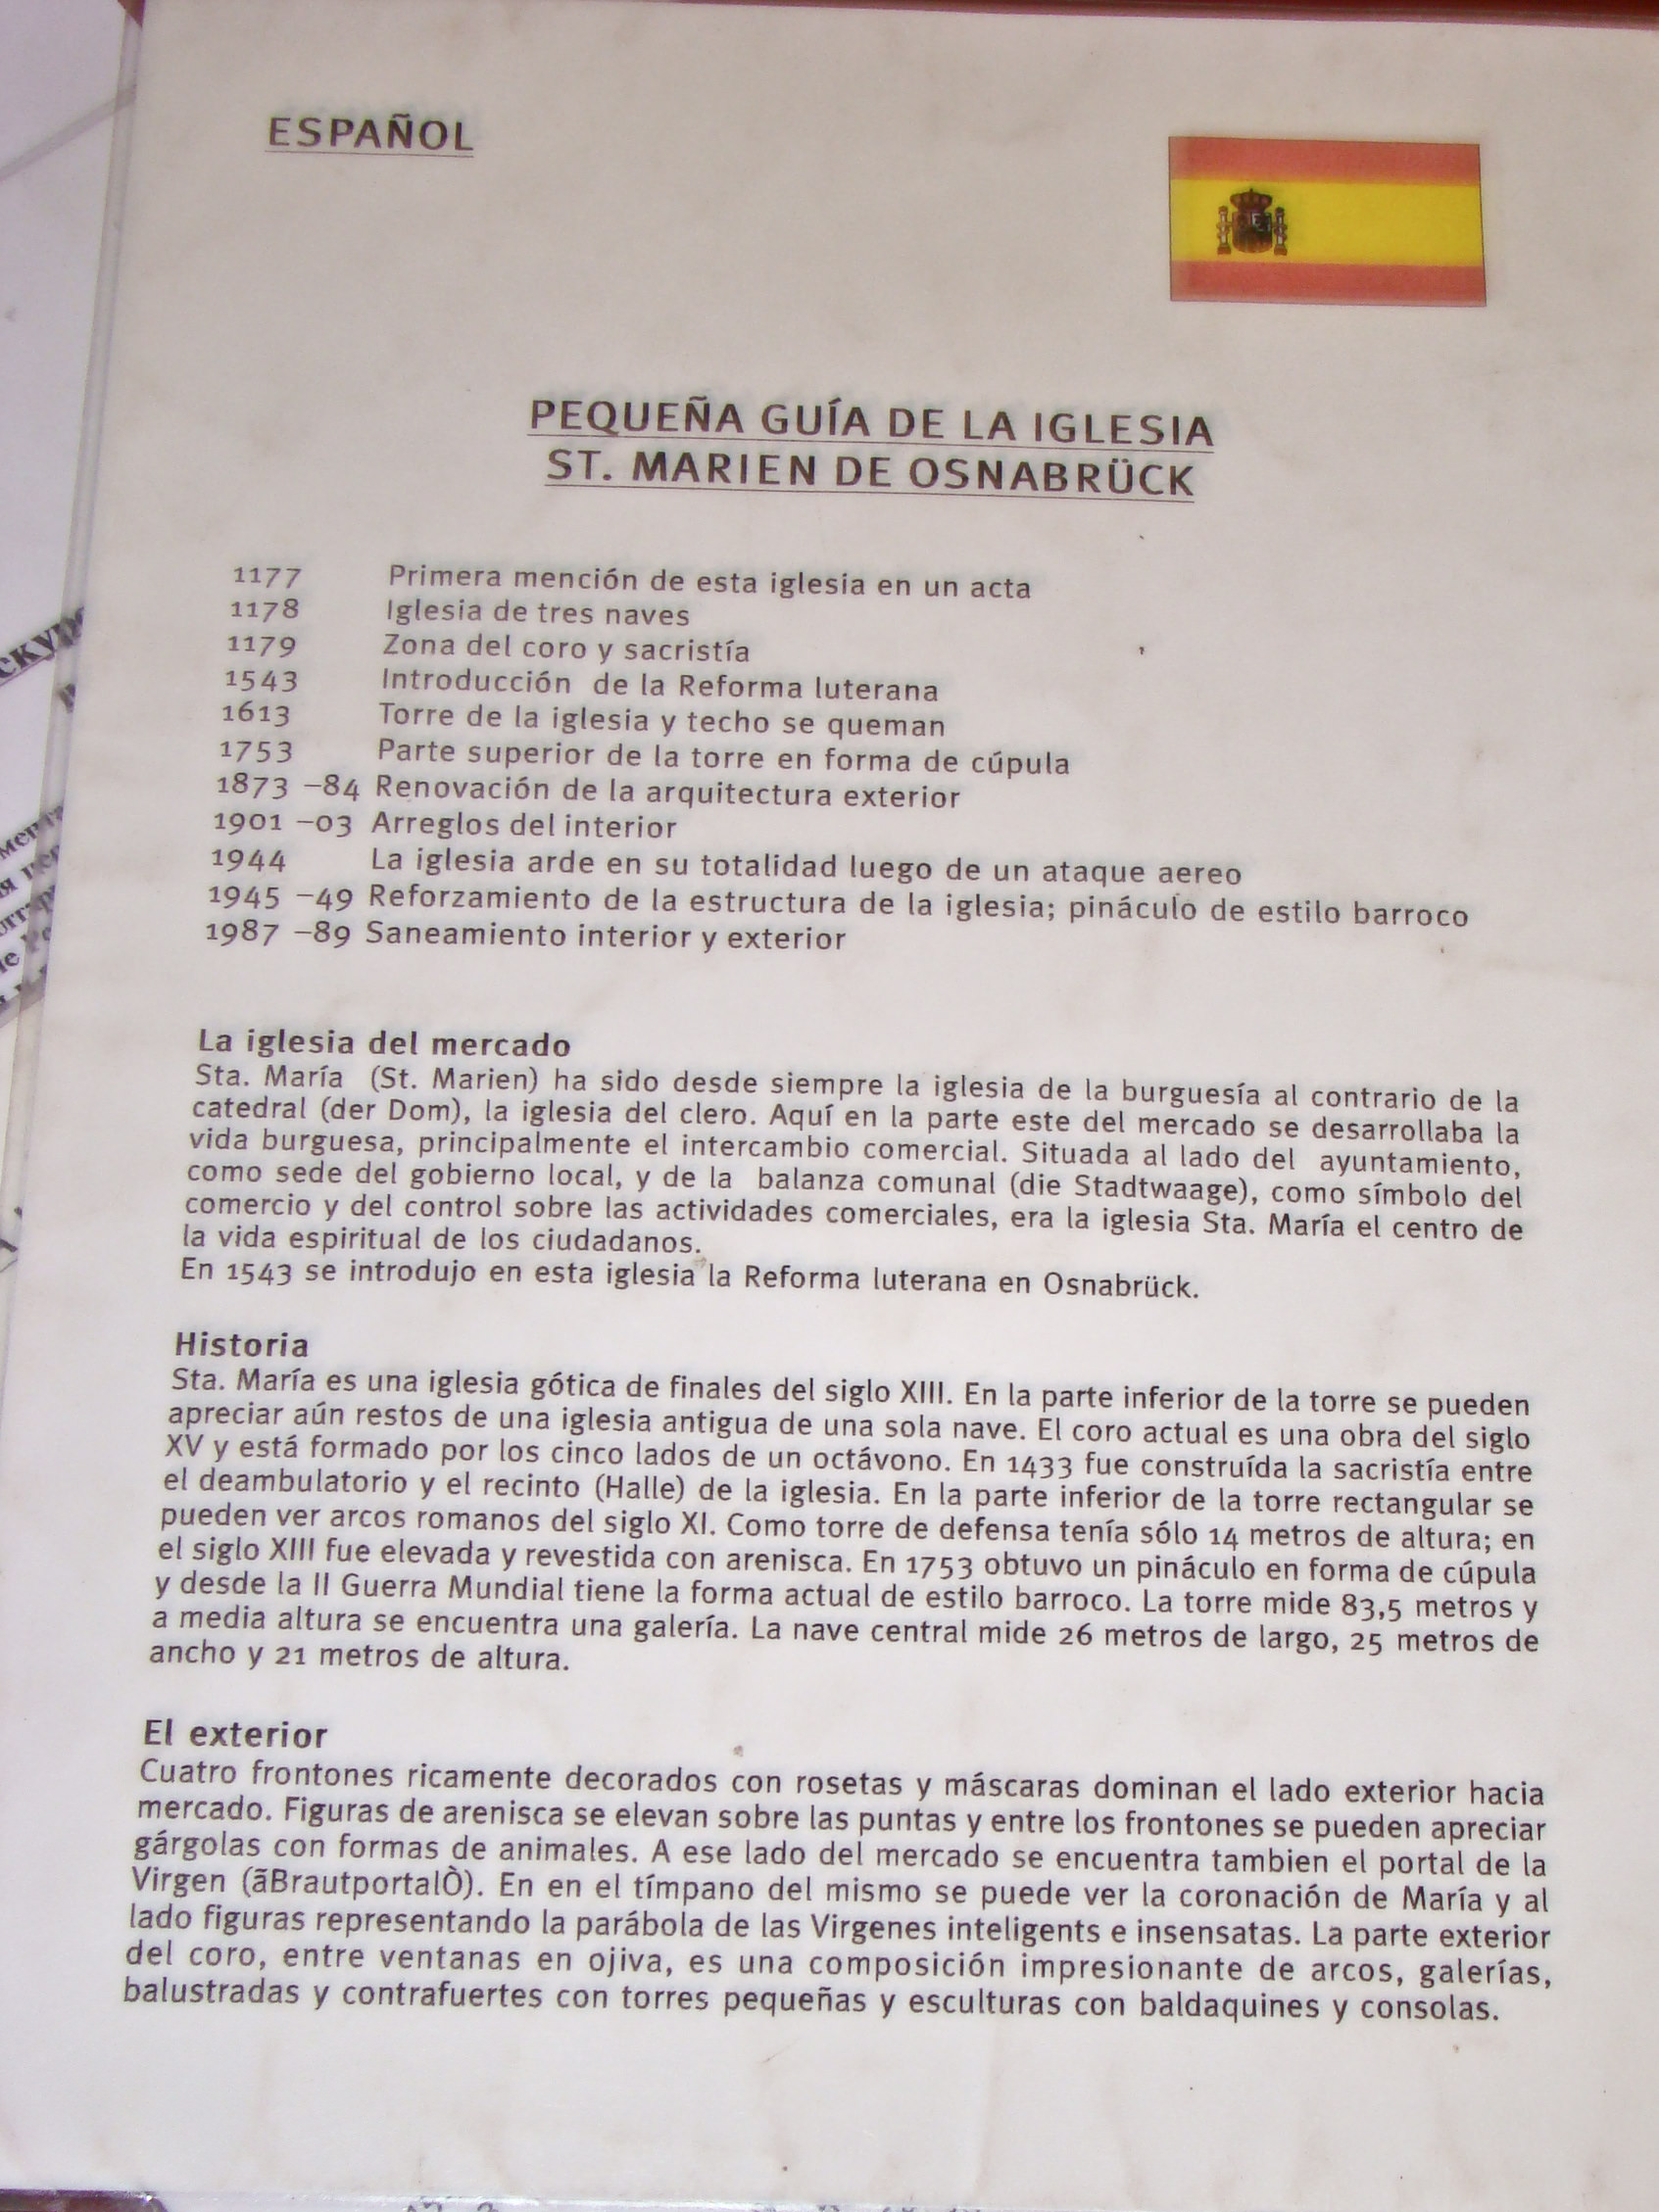 ESPAÑOL
PEQUEÑA GUÍA DE LA IGLESIA
ST. MARIEN DE OSNABRÜCK
1177 Primera mención de esta iglesia en un acta
1178 Iglesia de tres naves
1179 Zona del coro y sacristía
1543 Introducción de la Reforma luterana
1613 Torre de la iglesia y techo se queman
1753 Parte superior de la torre en forma de cúpula
1873 –84 Renovación de la arquitectura exterior
1901 –03 Arreglos del interior
1944 La iglesia arde en su totalidad luego de un ataque aereo
1945 –49 Reforzamiento de la estructura de la iglesia; pináculo de estilo barroco
1987 –89 Saneamiento interior y exterior
La iglesia del mercado
Sta. María (St. Marien) ha sido desde siempre la iglesia de la burguesía al contrario de la
catedral (der Dom), la iglesia del clero. Aquí en la parte este del mercado se desarrollaba la
vida burguesa, principalmente el intercambio comercial. Situada al lado del ayuntamiento,
como sede del gobierno local, y de la balanza comunal (die Stadtwaage), como símbolo del
comercio y del control sobre las actividades comerciales, era la iglesia Sta. María el centro de
la vida espiritual de los ciudadanos.
En 1543 se introdujo en esta iglesia la Reforma luterana en Osnabrück.
Historia
Sta. María es una iglesia gótica de finales del siglo XIII. En la parte inferior de la torre se pueden
apreciar aún restos de una iglesia antigua de una sola nave. El coro actual es una obra del siglo
XV y está formado por los cinco lados de un octávono. En 1433 fue construída la sacristía entre
el deambulatorio y el recinto (Halle) de la iglesia. En la parte inferior de la torre rectangular se
pueden ver arcos romanos del siglo XI. Como torre de defensa tenía sólo 14 metros de altura; en
el siglo XIII fue elevada y revestida con arenisca. En 1753 obtuvo un pináculo en forma de cúpula
y desde la II Guerra Mundial tiene la forma actual de estilo barroco. La torre mide 83,5 metros y
a media altura se encuentra una galería. La nave central mide 26 metros de largo, 25 metros de
ancho y 21 metros de altura.
El exterior
Cuatro frontones ricamente decorados con rosetas y máscaras dominan el lado exterior hacia
mercado. Figuras de arenisca se elevan sobre las puntas y entre los frontones se pueden apreciar
gárgolas con formas de animales. A ese lado del mercado se encuentra tambien el portal de la
Virgen (ãBrautportalÒ). En en el tímpano del mismo se puede ver la coronación de María y al
lado figuras representando la parábola de las Virgenes inteligents e insensatas. La parte exterior
del coro, entre ventanas en ojiva, es una composición impresionante de arcos, galerías,
balustradas y contrafuertes con torres pequeñas y esculturas con baldaquines y consolas.